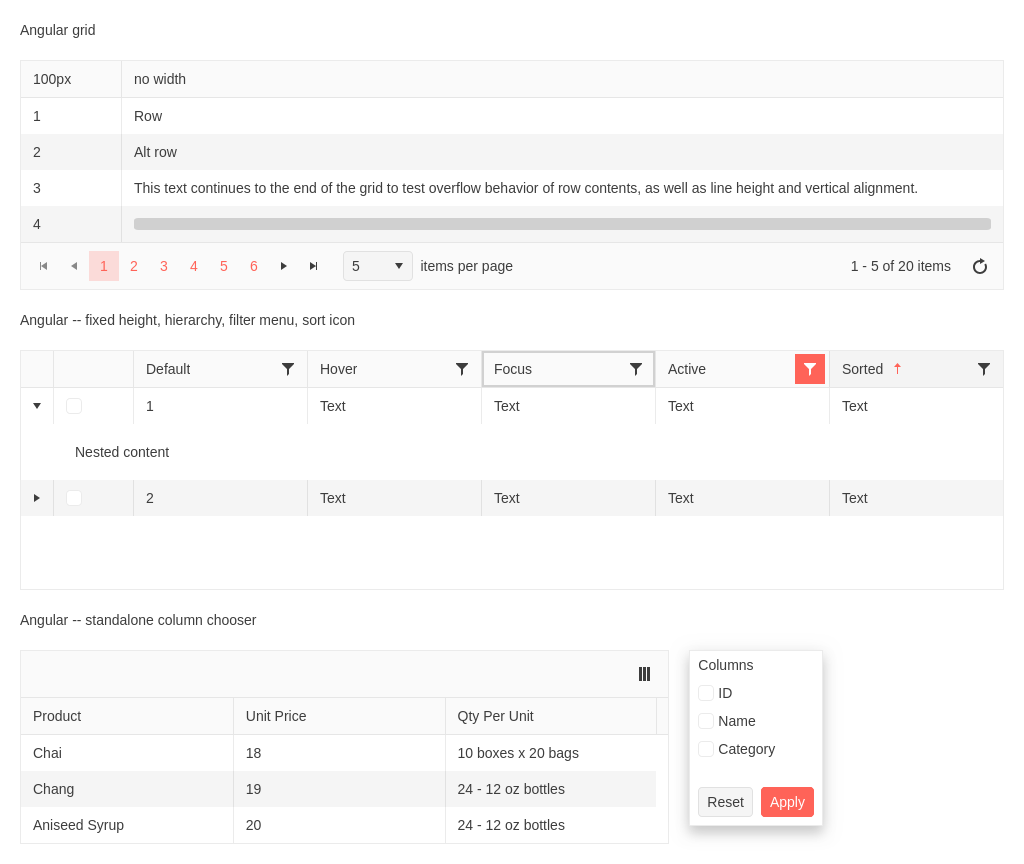 Angular grid
100px no width
1 Row
2 Alt row
3 This text continues to the end of the grid to test overflow behavior of row contents, as well as line height and vertical alignment.
4
1 2 3 4 5 6 5 items per page 1 - 5 of 20 items
Angular -- fixed height, hierarchy, filter menu, sort icon
Default Hover Focus Active Sorted
1 Text Text Text Text
Nested content
2 Text Text Text Text
Angular -- standalone column chooser
Product Unit Price Qty Per Unit
Chai 18 10 boxes x 20 bags
Chang 19 24 - 12 oz bottles
Aniseed Syrup 20 24 - 12 oz bottles
Columns
ID
Name
Category
Reset Apply